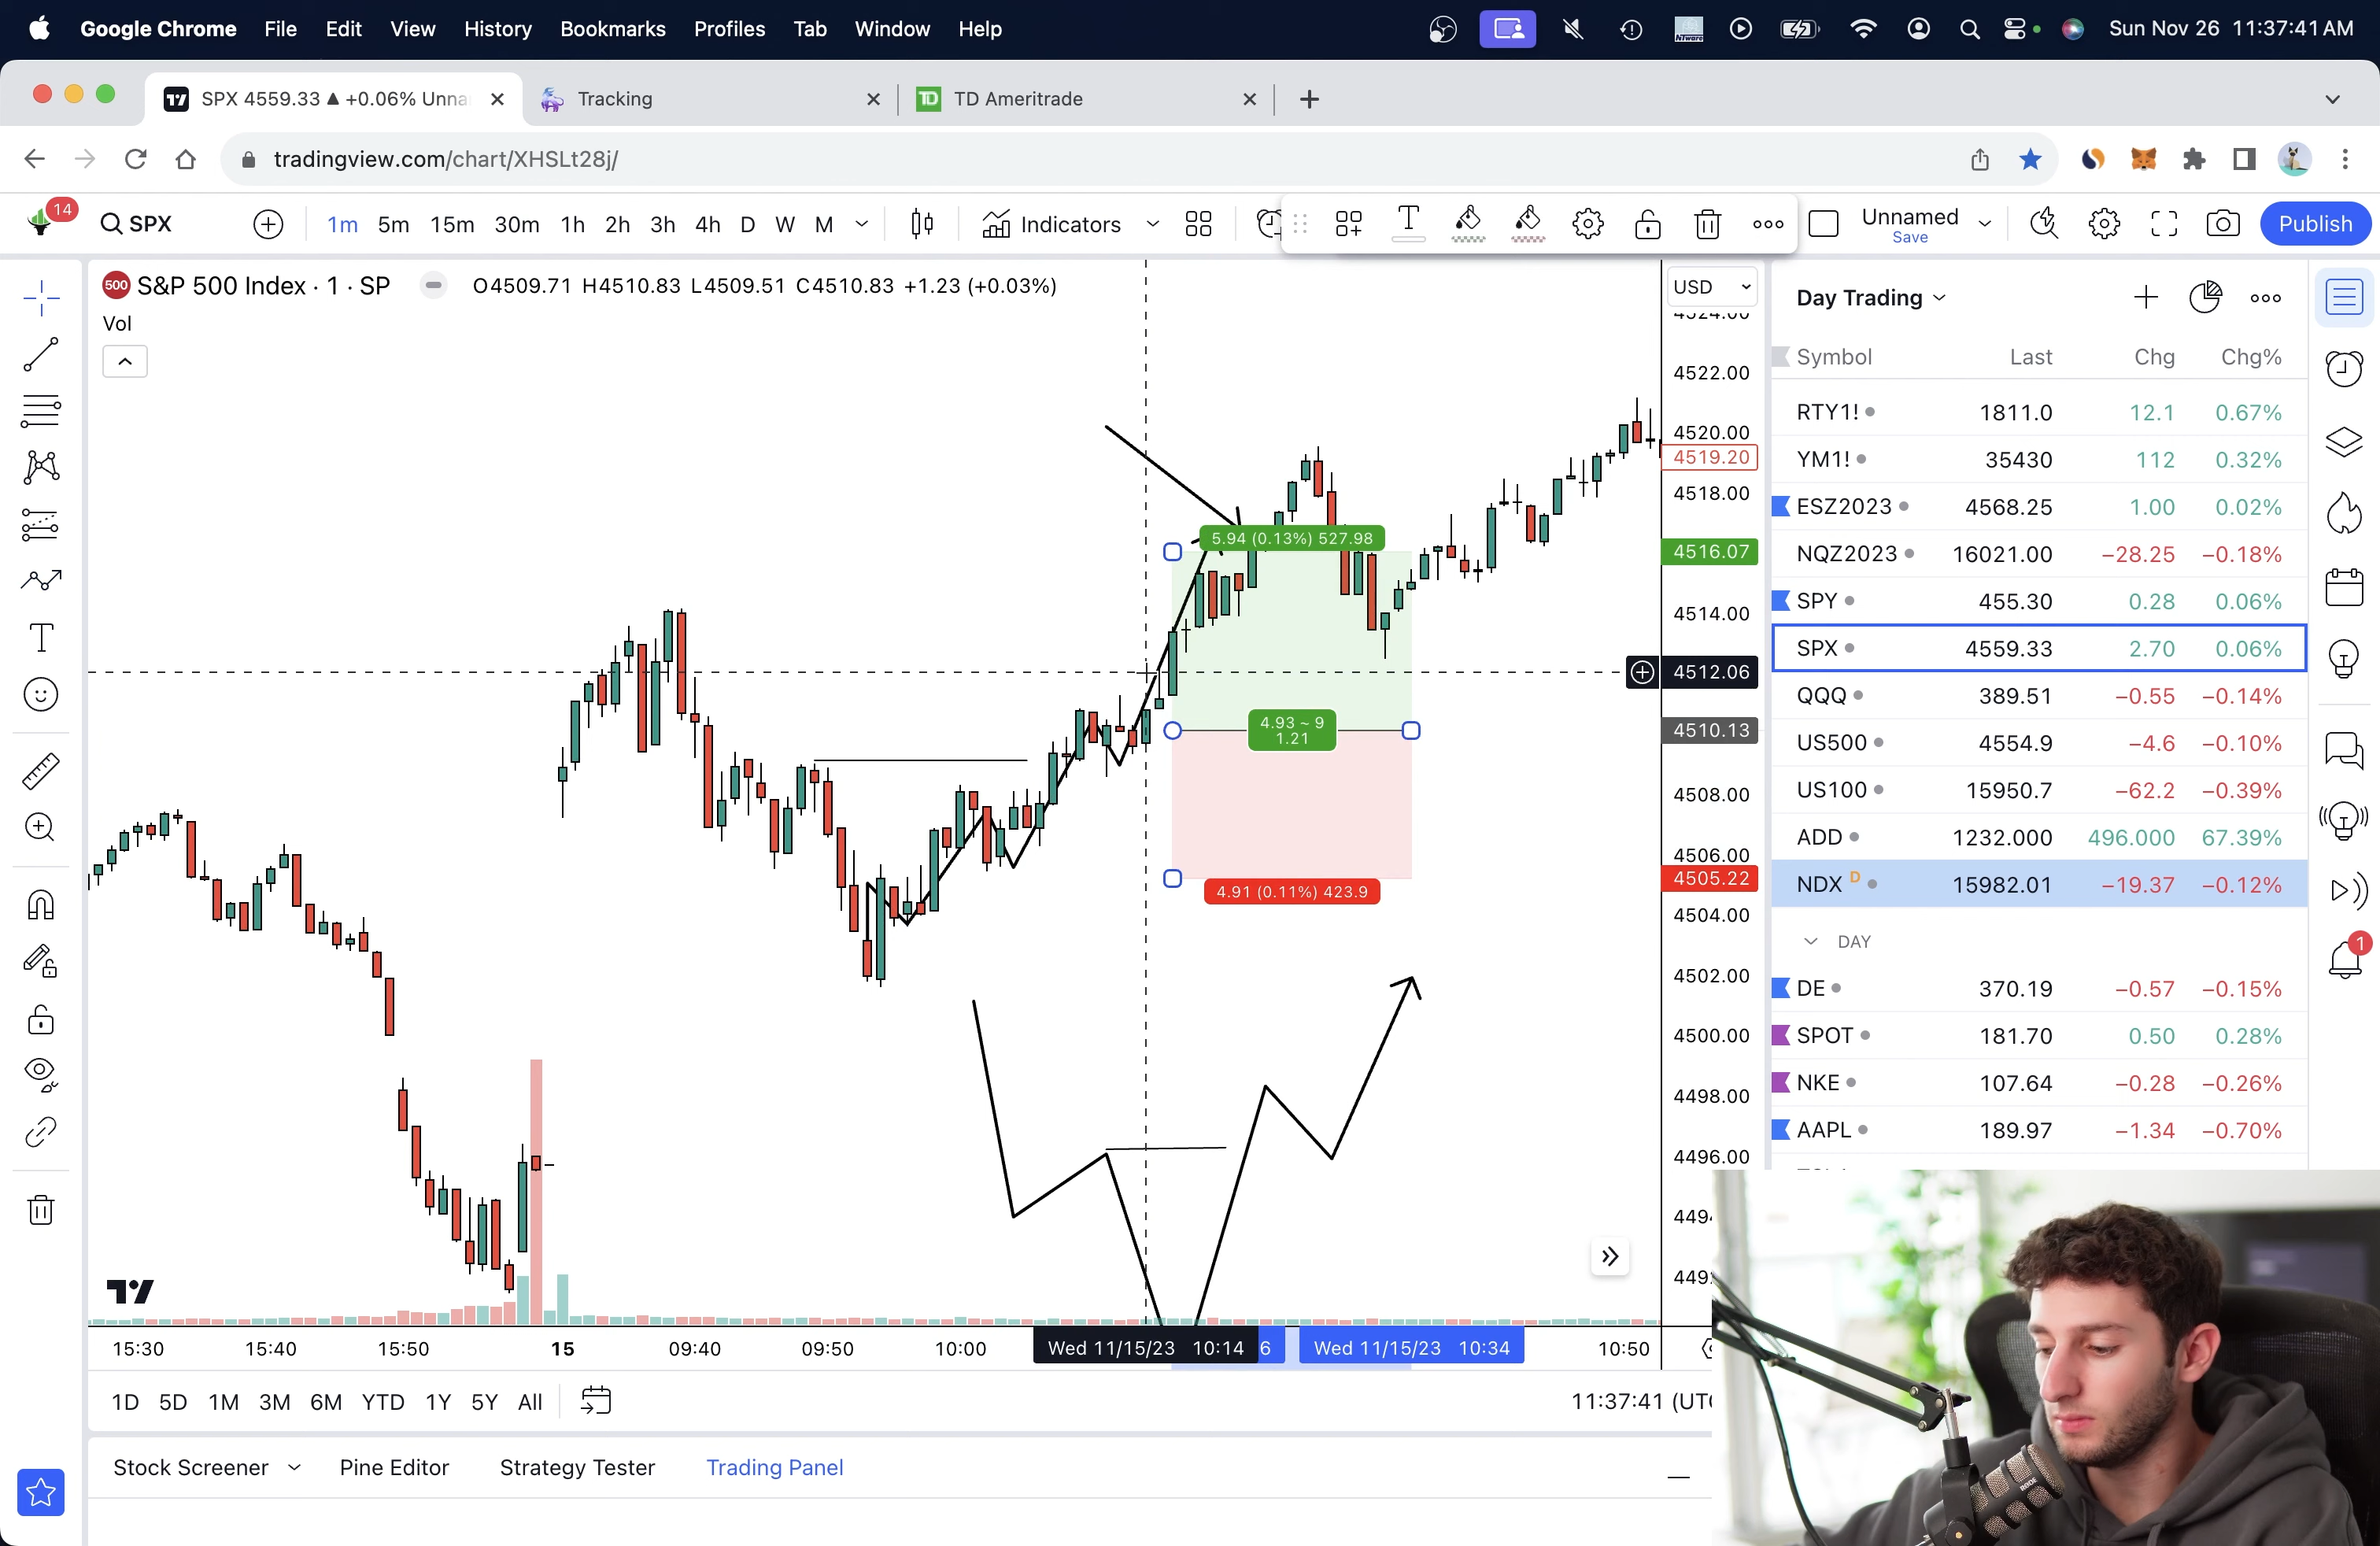 Google Chrome File Edit View History Bookmarks Profiles Tab Window Help Sun Nov 26 11:37:41 AM
SPX 4559.33 ▲ +0.06% Unna Tracking TD TD Ameritrade
tradingview.com/chart/XHSLt28j/
14 SPX 1m 5m 15m 30m 1h 2h 3h 4h D W M Indicators Unnamed Publish
Save
500 S&P 500 Index · 1 · SP O4509.71 H4510.83 L4509.51 C4510.83 +1.23 (+0.03%) USD
Vol
4524.00
4522.00
4520.00
4519.20
4518.00
5.94 (0.13%) 527.98
4516.07
4514.00
4512.06
4.93 ~ 9
1.21
4510.13
4508.00
4506.00
4505.22
4.91 (0.11%) 423.9
4504.00
4502.00
4500.00
4498.00
4496.00
4494
449
15:30 15:40 15:50 15 09:40 09:50 10:00 Wed 11/15/23 10:14 6 Wed 11/15/23 10:34 10:50
1D 5D 1M 3M 6M YTD 1Y 5Y All 11:37:41 (UTC
Stock Screener Pine Editor Strategy Tester Trading Panel
Day Trading
Symbol Last Chg Chg%
RTY1! 1811.0 12.1 0.67%
YM1! 35430 112 0.32%
ESZ2023 4568.25 1.00 0.02%
NQZ2023 16021.00 −28.25 −0.18%
SPY 455.30 0.28 0.06%
SPX 4559.33 2.70 0.06%
QQQ 389.51 −0.55 −0.14%
US500 4554.9 −4.6 −0.10%
US100 15950.7 −62.2 −0.39%
ADD 1232.000 496.000 67.39%
NDX D 15982.01 −19.37 −0.12%
DAY
DE 370.19 −0.57 −0.15%
SPOT 181.70 0.50 0.28%
NKE 107.64 −0.28 −0.26%
AAPL 189.97 −1.34 −0.70%
1
RODE